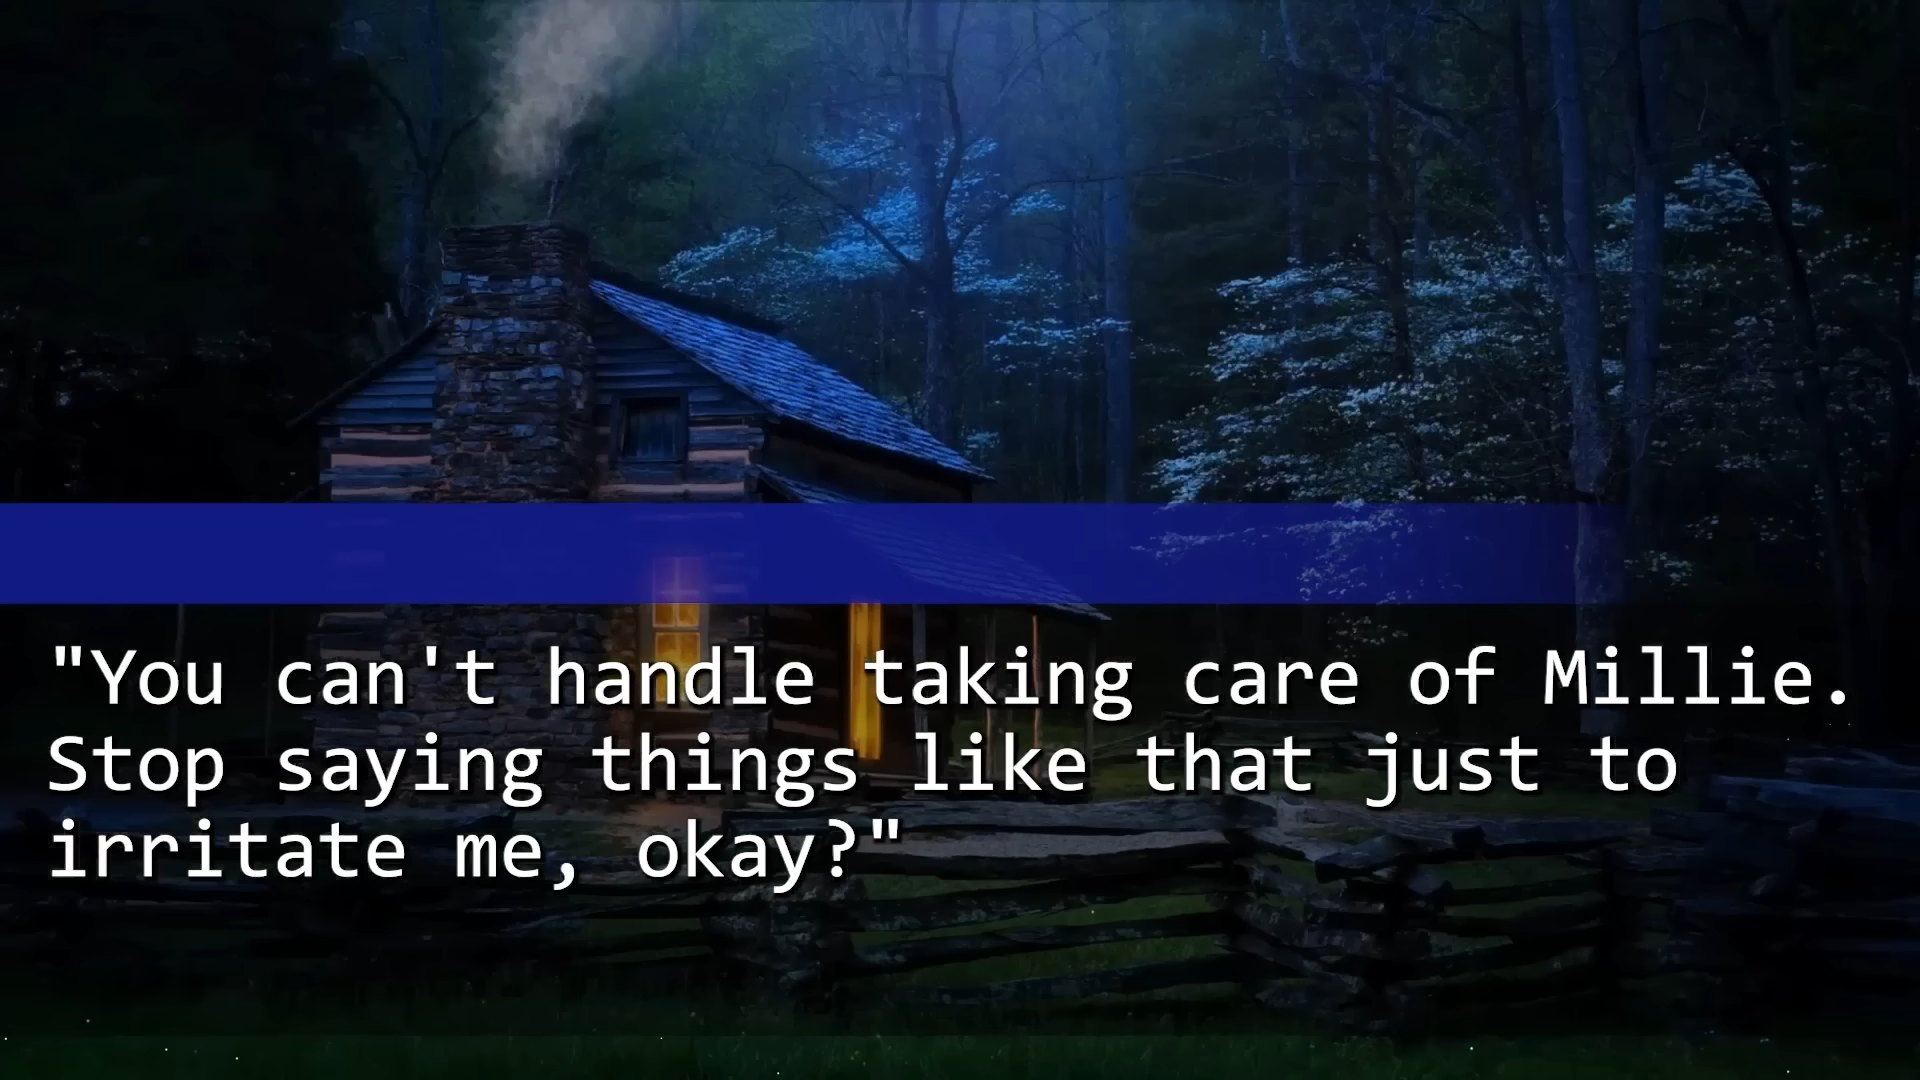 "You can't handle taking care of Millie.
Stop saying things like that just to
irritate me, okay?"